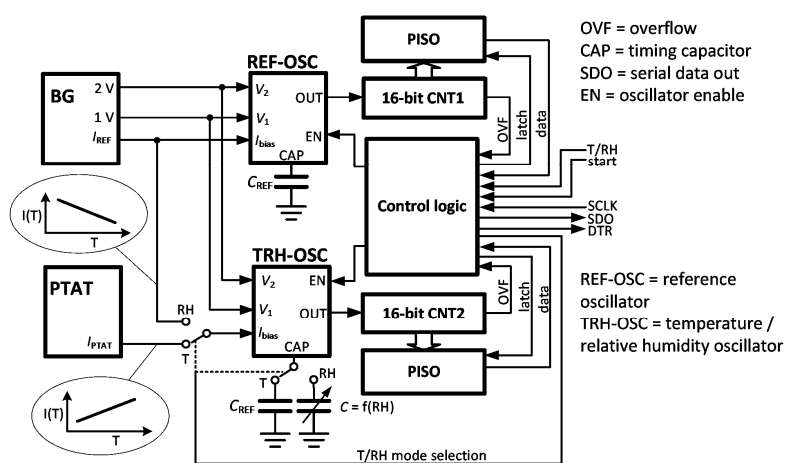 PISO
OVF = overflow
CAP = timing capacitor
SDO = serial data out
EN = oscillator enable
REF-OSC
BG
2 V
1 V
IREF
V2
V1
Ibias
OUT
EN
CAP
CREF
16-bit CNT1
OVF
latch
data
Control logic
T/RH
start
SCLK
SDO
DTR
I(T)
T
TRH-OSC
V2
V1
Ibias
EN
OUT
CAP
PTAT
IPTAT
RH
T
16-bit CNT2
OVF
latch
data
PISO
REF-OSC = reference
oscillator
TRH-OSC = temperature /
relative humidity oscillator
T
RH
CREF
C = f(RH)
I(T)
T
T/RH mode selection